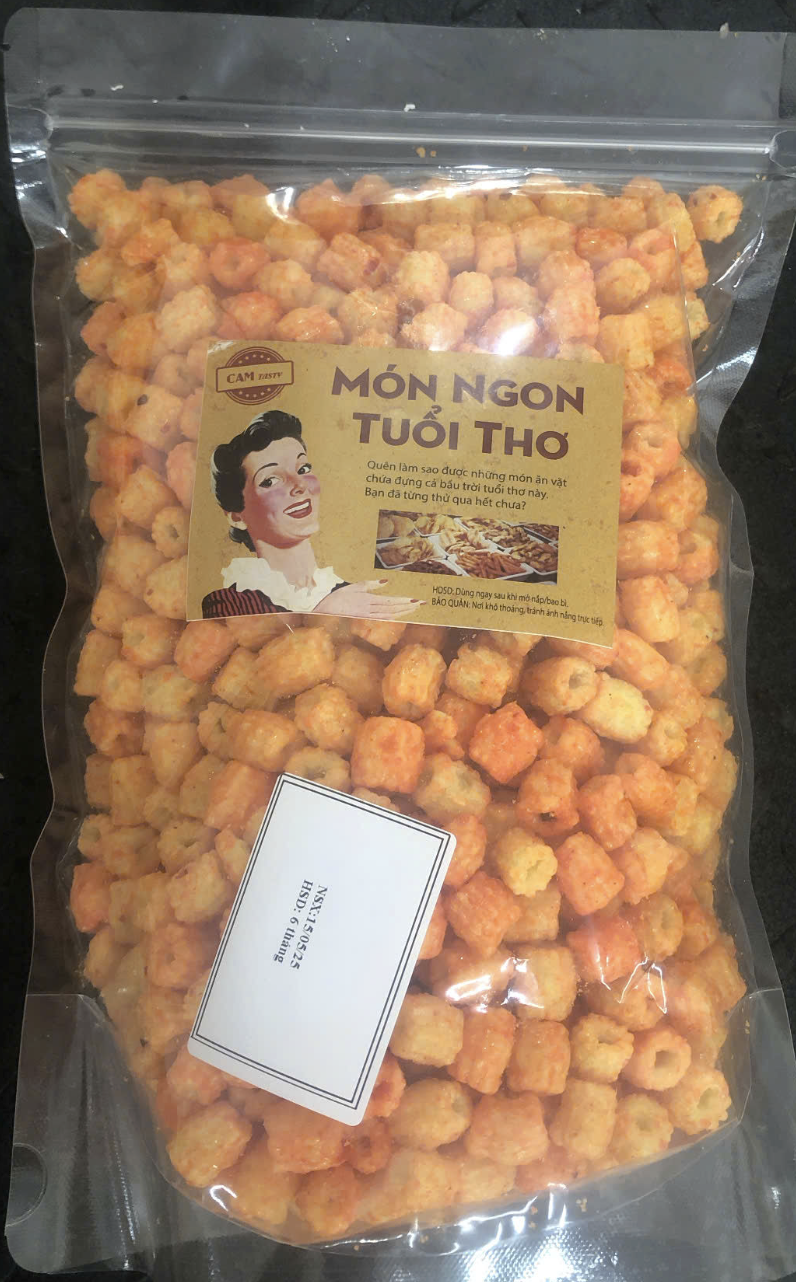 CAM TASTY
MÓN NGON
TUỔI THƠ
Quên làm sao được những món ăn vặt
chứa đựng cả bầu trời tuổi thơ này.
Bạn đã từng thử qua hết chưa?
HDSD: Dùng ngay sau khi mở nắp/bao bì.
BẢO QUẢN: Nơi khô thoáng, tránh ánh nắng trực tiếp.
NSX:15/05/25
HSD: 6 tháng